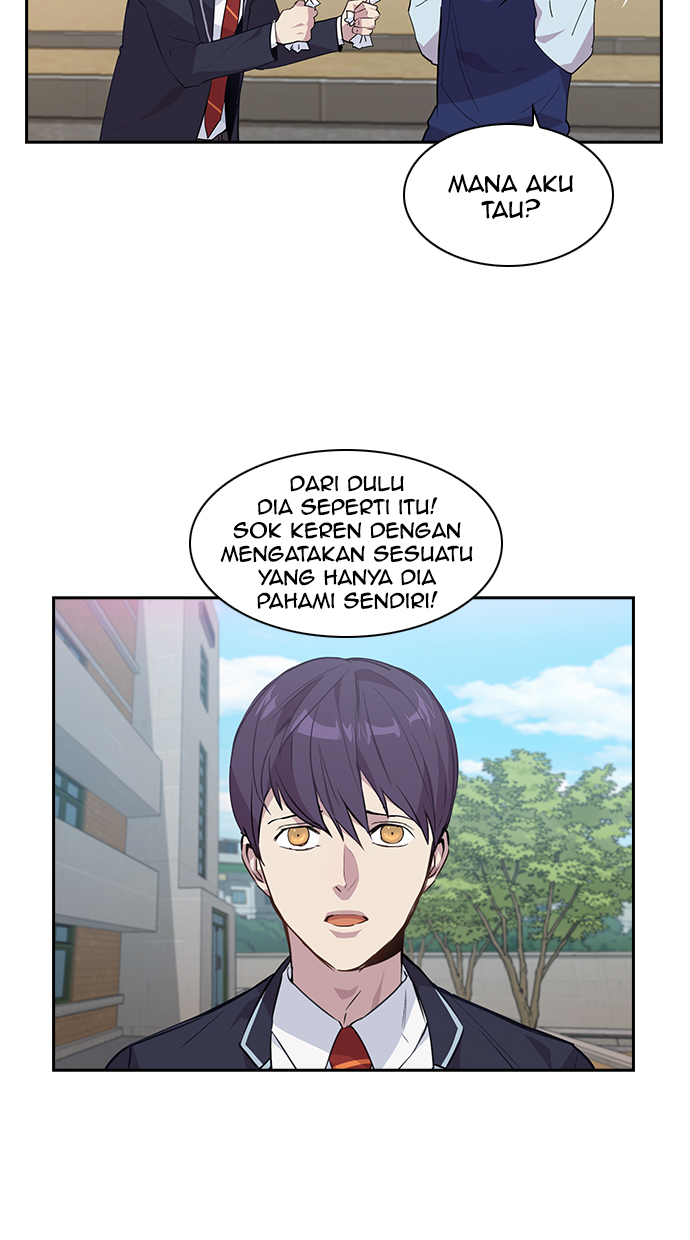 MANA AKU
TAU?
DARI DULU
DIA SEPERTI ITU!
SOK KEREN DENGAN
MENGATAKAN SESUATU
YANG HANYA DIA
PAHAMI SENDIRI!